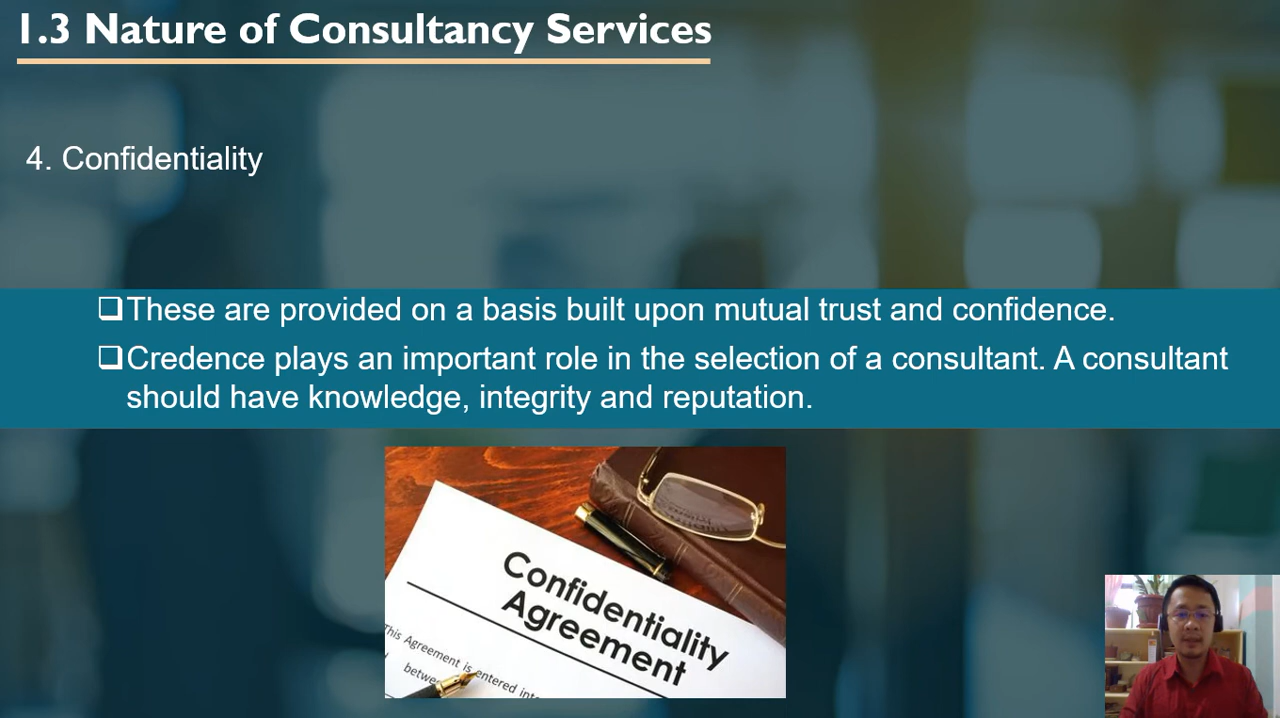 1.3 Nature of Consultancy Services
4. Confidentiality
❑These are provided on a basis built upon mutual trust and confidence.
❑Credence plays an important role in the selection of a consultant. A consultant
should have knowledge, integrity and reputation.
Confidentiality
Agreement
This Agreement is entered into
between